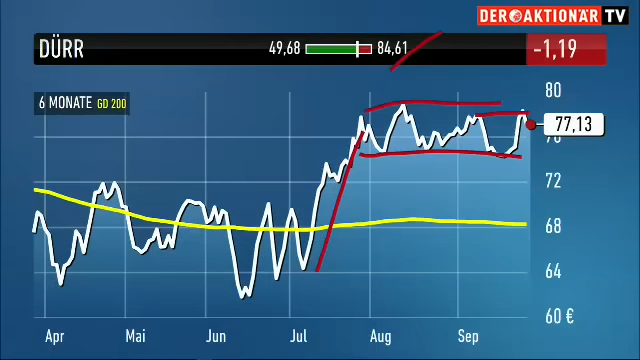 DER AKTIONÄR TV
DÜRR 49,68 84,61 -1,19
6 MONATE GD 200
80
77,13
76
72
68
64
60 €
Apr Mai Jun Jul Aug Sep